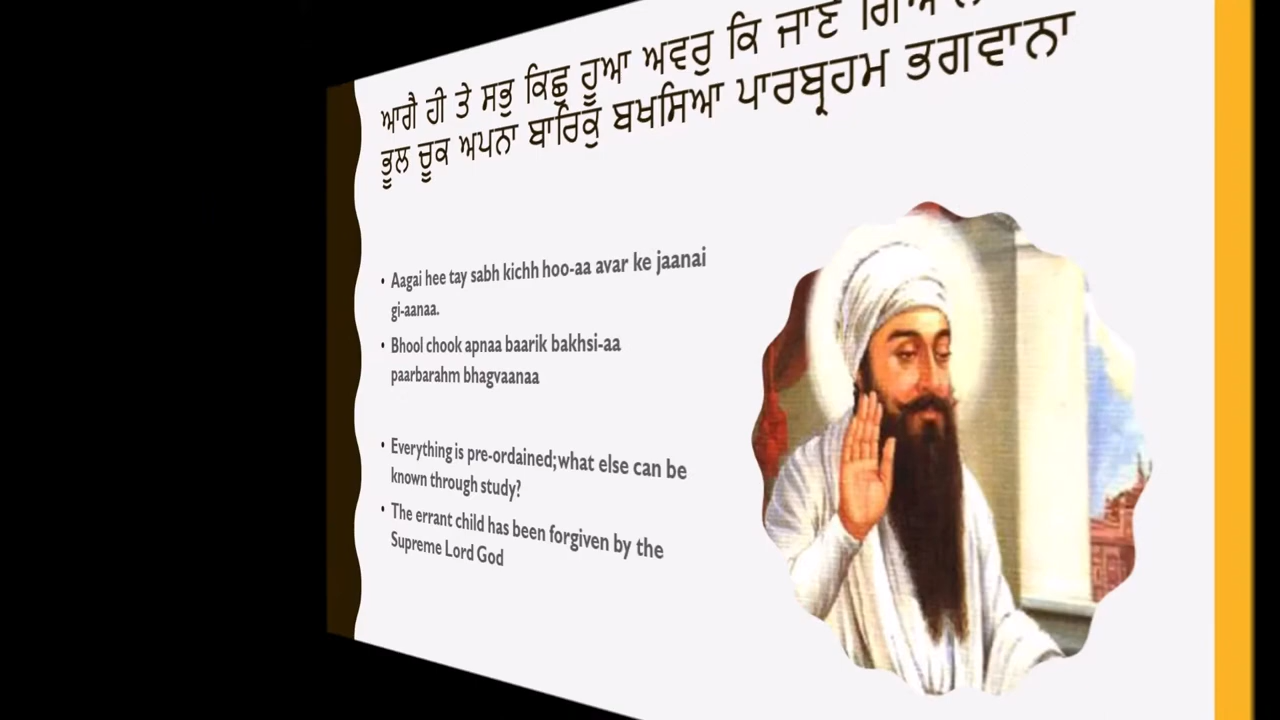 ਆਗੈ ਹੀ ਤੇ ਸਭੁ ਕਿਛੁ ਹੂਆ ਅਵਰੁ ਕਿ ਜਾਣੈ
ਭੂਲ ਚੂਕ ਅਪਨਾ ਬਾਰਿਕੁ ਬਖਸਿਆ ਪਾਰਬ੍ਰਹਮ ਭਗਵਾਨਾ
• Aagai hee tay sabh kichh hoo-aa avar ke jaanai
gi-aanaa.
• Bhool chook apnaa baarik bakhsi-aa
paarbarahm bhagvaanaa
• Everything is pre-ordained; what else can be
known through study?
• The errant child has been forgiven by the
Supreme Lord God